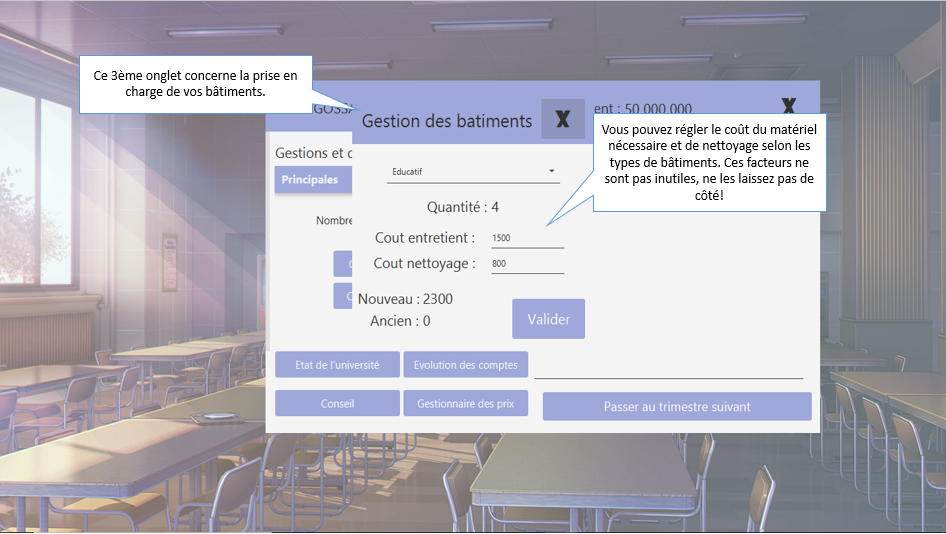 Ce 3ème onglet concerne la prise en
charge de vos bâtiments.
GOSSA
ent : 50 000 000
X
Gestion des batiments
X
Vous pouvez régler le coût du matériel
nécessaire et de nettoyage selon les
types de bâtiments. Ces facteurs ne
sont pas inutiles, ne les laissez pas de
côté!
Gestions et
Principales
Educatif
Quantité : 4
Nombre
Cout entretient : 1500
Cout nettoyage : 800
Nouveau : 2300
Ancien : 0
Valider
Etat de l'université
Evolution des comptes
Conseil
Gestionnaire des prix
Passer au trimestre suivant